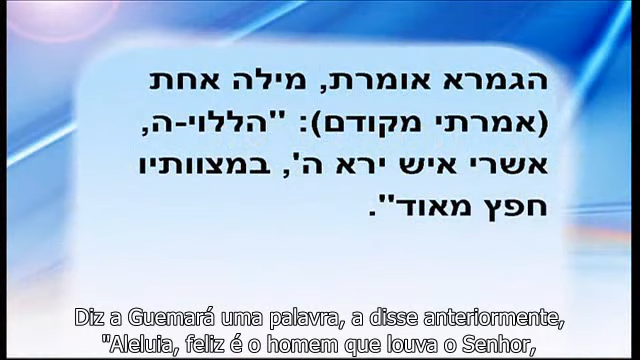 הגמרא אומרת, מילה אחת
(אמרתי מקודם): "הללוי-ה,
אשרי איש ירא ה', במצוותיו
חפץ מאוד".
Diz a Guemará uma palavra, a disse anteriormente,
"Aleluia, feliz é o homem que louva o Senhor,